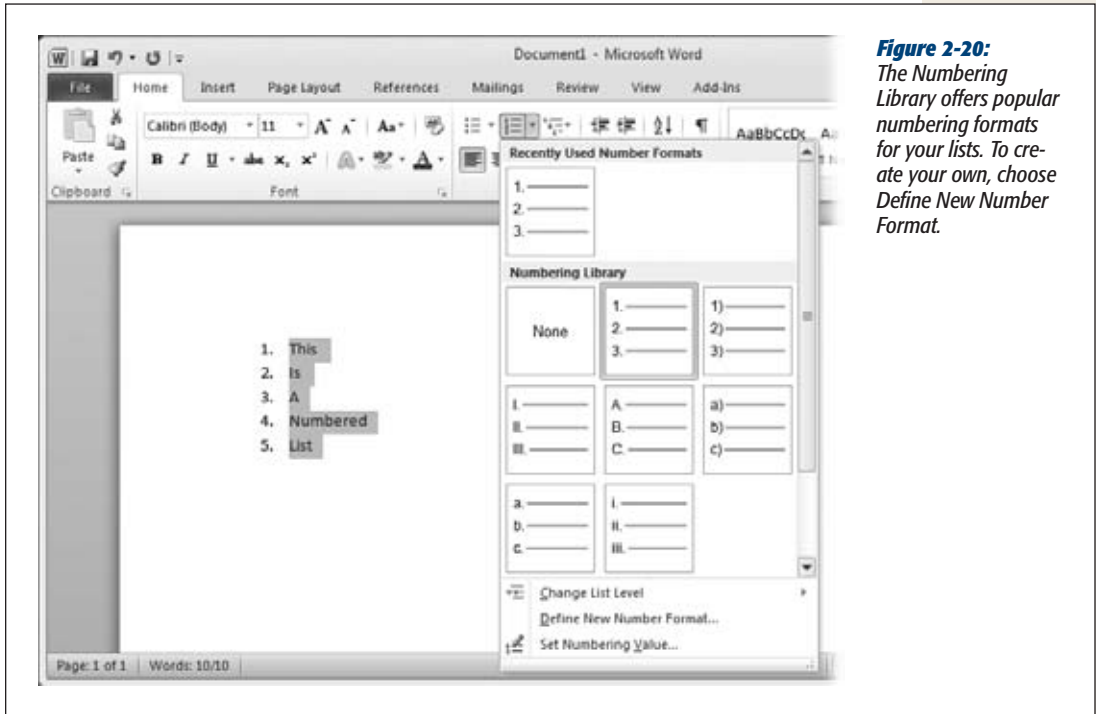 Document1 - Microsoft Word
File Home Insert Page Layout References Mailings Review View Add-Ins
Calibri (Body) 11 A A Aa
AaBbCcDc
Paste
B I U abc x, x² A A
Clipboard Font
Recently Used Number Formats
1.
2.
3.
Numbering Library
None
1.
2.
3.
1)
2)
3)
I.
II.
III.
A.
B.
C.
a)
b)
c)
a.
b.
c.
i.
ii.
iii.
Change List Level
Define New Number Format...
Set Numbering Value...
1. This
2. Is
3. A
4. Numbered
5. List
Page: 1 of 1 Words: 10/10
Figure 2-20:
The Numbering
Library offers popular
numbering formats
for your lists. To cre-
ate your own, choose
Define New Number
Format.